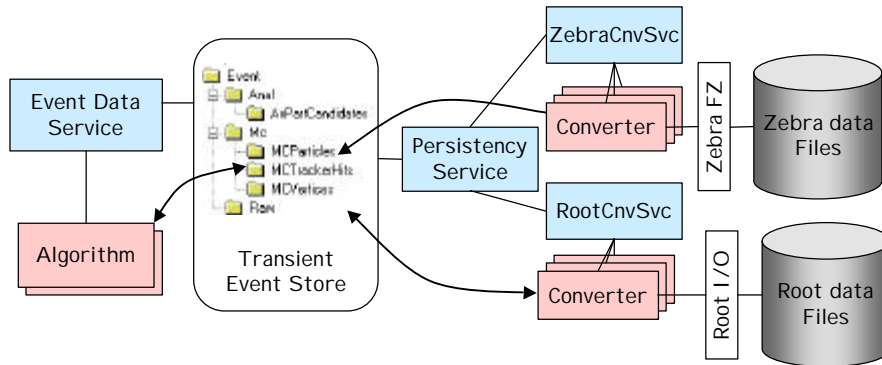 ZebraCnvSvc
Event
Anal
AxPartCandidates
Mc
MCParticles
MCTrackerHits
MCVertices
Raw
Event Data
Service
Algorithm
Transient
Event Store
Persistency
Service
Converter
Zebra FZ
Zebra data
Files
RootCnvSvc
Converter
Root I/O
Root data
Files